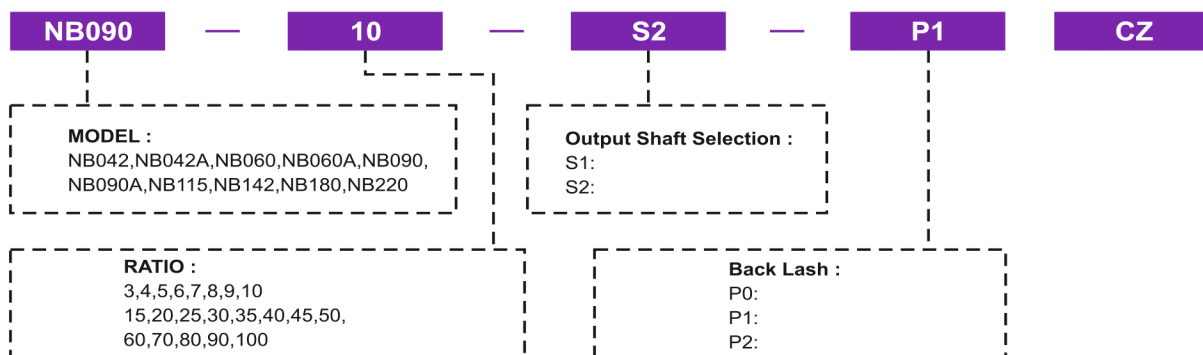 NB090 — 10 — S2 — P1 CZ
MODEL :
NB042,NB042A,NB060,NB060A,NB090,
NB090A,NB115,NB142,NB180,NB220
Output Shaft Selection :
S1:
S2:
RATIO :
3,4,5,6,7,8,9,10
15,20,25,30,35,40,45,50,
60,70,80,90,100
Back Lash :
P0:
P1:
P2: